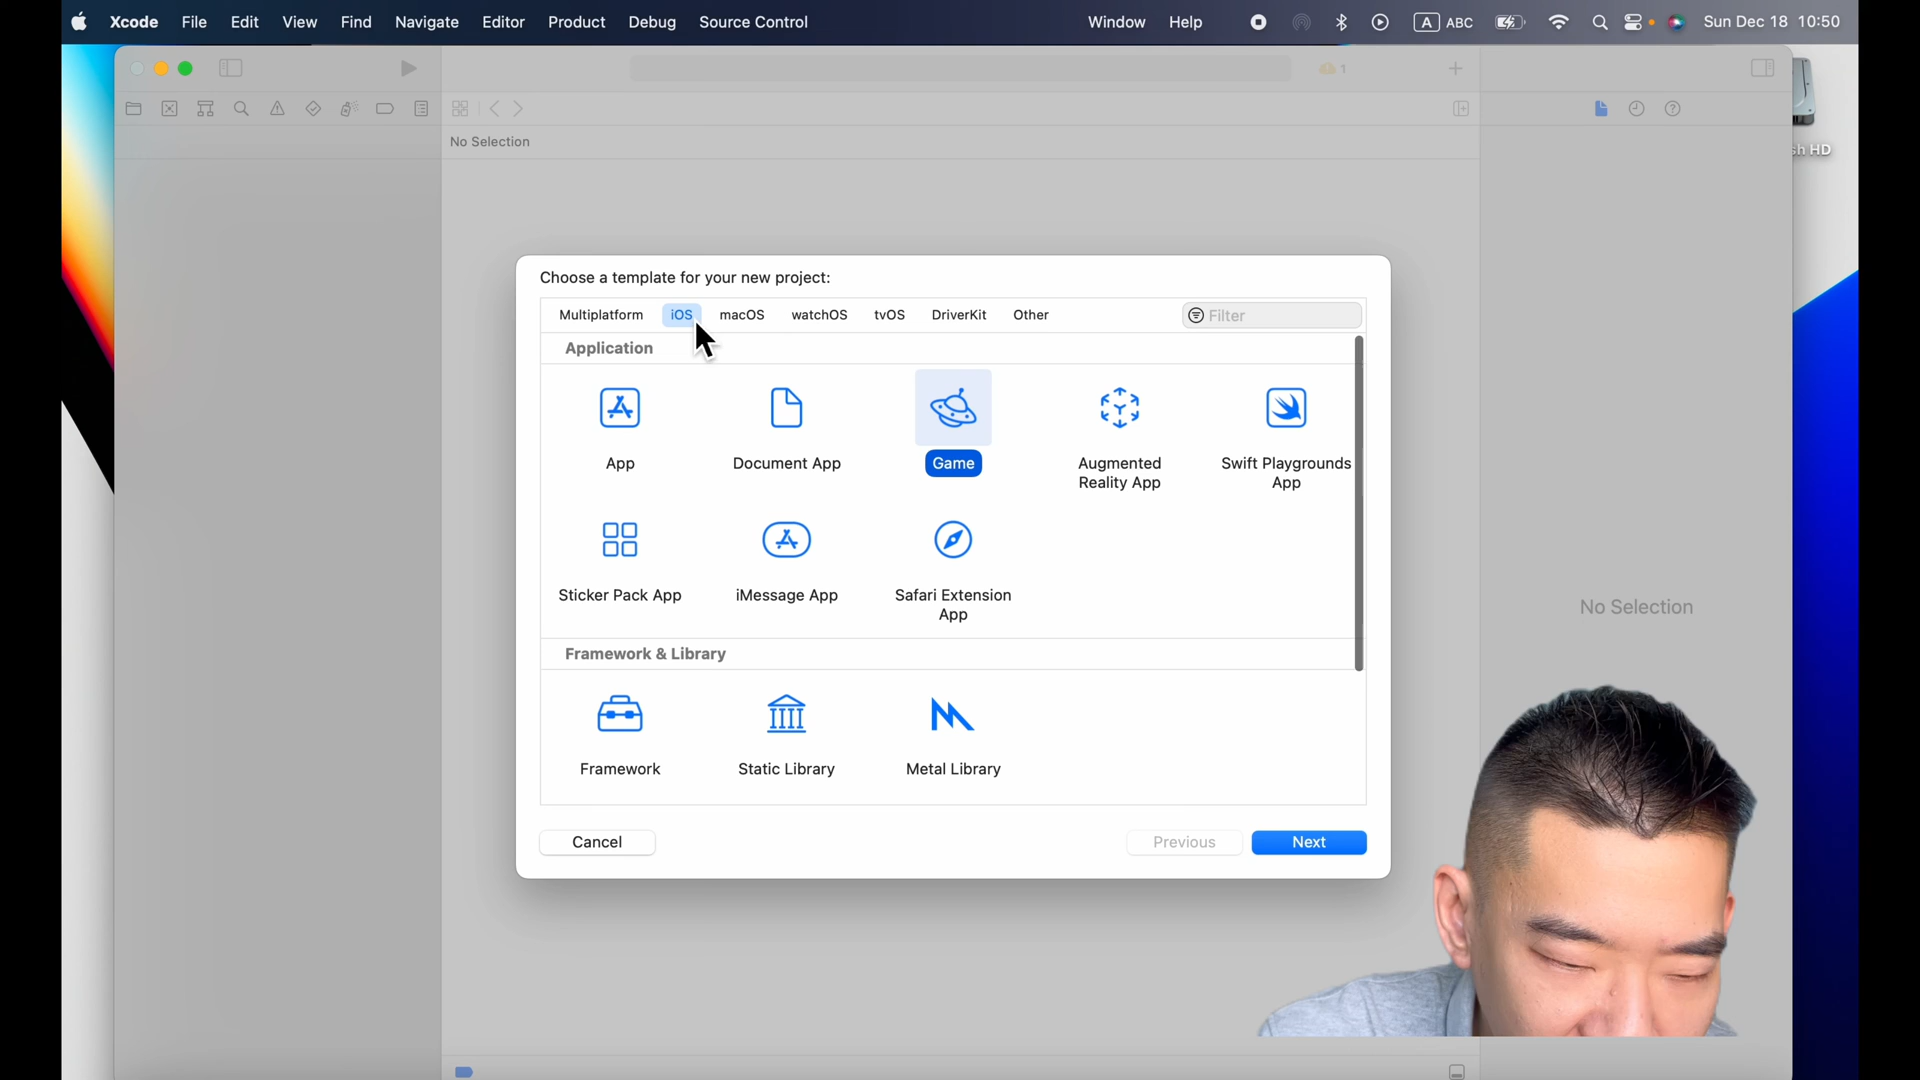 Xcode File Edit View Find Navigate Editor Product Debug Source Control Window Help A ABC Sun Dec 18 10:50
1
No Selection
sh HD
Choose a template for your new project:
Multiplatform iOS macOS watchOS tvOS DriverKit Other Filter
Application
App Document App Game Augmented Reality App Swift Playgrounds App
Sticker Pack App iMessage App Safari Extension App
No Selection
Framework & Library
Framework Static Library Metal Library
Cancel Previous Next